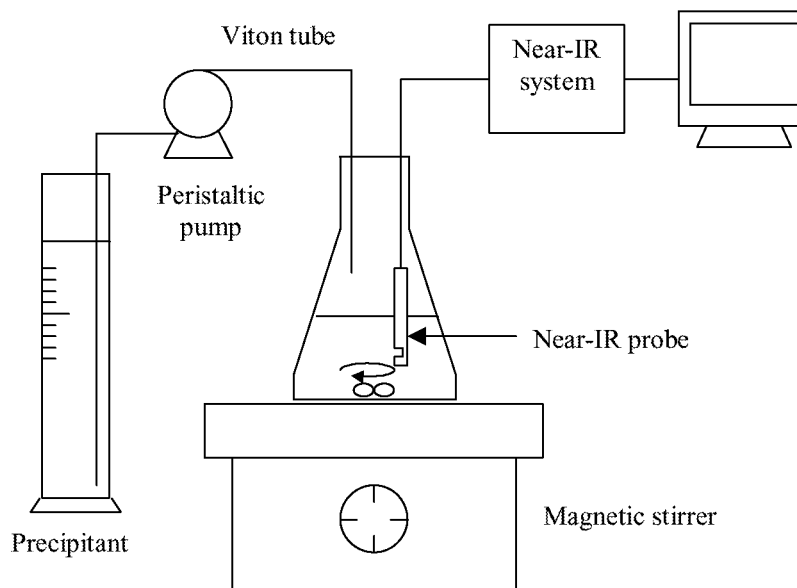 Viton tube
Near-IR
system
Peristaltic
pump
Near-IR probe
Magnetic stirrer
Precipitant